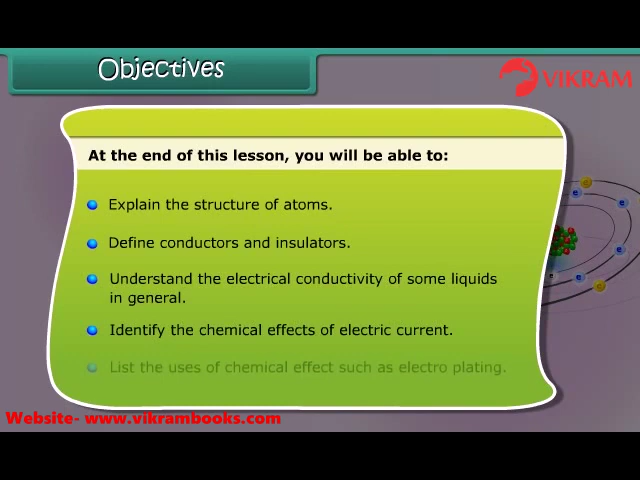 Objectives
VIKRAM
At the end of this lesson, you will be able to:
Explain the structure of atoms.
Define conductors and insulators.
Understand the electrical conductivity of some liquids
in general.
Identify the chemical effects of electric current.
List the uses of chemical effect such as electro plating.
Website- www.vikrambooks.com